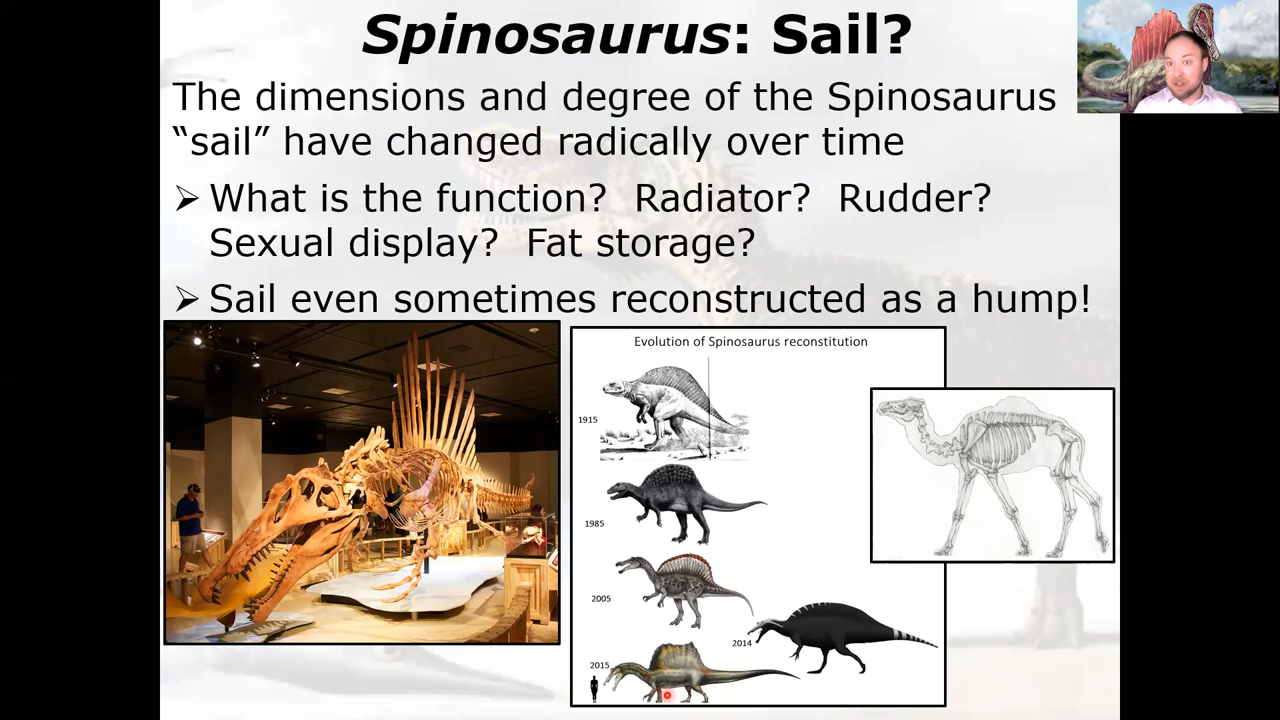 Spinosaurus: Sail?
The dimensions and degree of the Spinosaurus
“sail” have changed radically over time
➢ What is the function?  Radiator?  Rudder?
Sexual display?  Fat storage?
➢ Sail even sometimes reconstructed as a hump!
Evolution of Spinosaurus reconstitution
1915
1985
2005
2014
2015